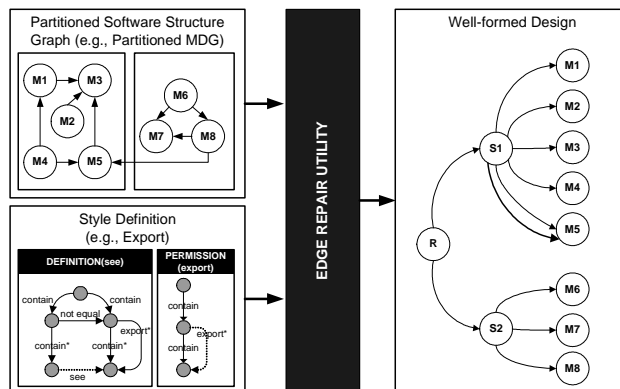 Partitioned Software Structure
Graph (e.g., Partitioned MDG)
M1
M3
M2
M4
M5
M6
M7
M8
Style Definition
(e.g., Export)
DEFINITION(see)
contain
contain
not equal
export*
contain*
contain*
see
PERMISSION
(export)
contain
export*
contain
EDGE REPAIR UTILITY
Well-formed Design
M1
M2
S1
M3
M4
M5
R
M6
S2
M7
M8